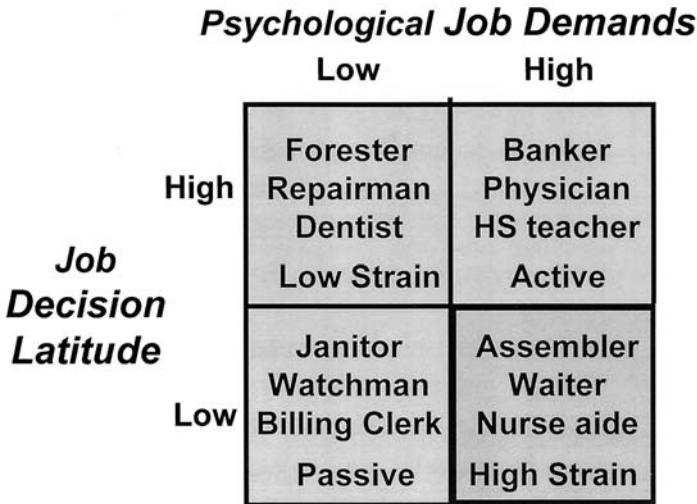 Psychological Job Demands
Low High
High
Forester
Repairman
Dentist
Low Strain
Banker
Physician
HS teacher
Active
Job
Decision
Latitude
Low
Janitor
Watchman
Billing Clerk
Passive
Assembler
Waiter
Nurse aide
High Strain